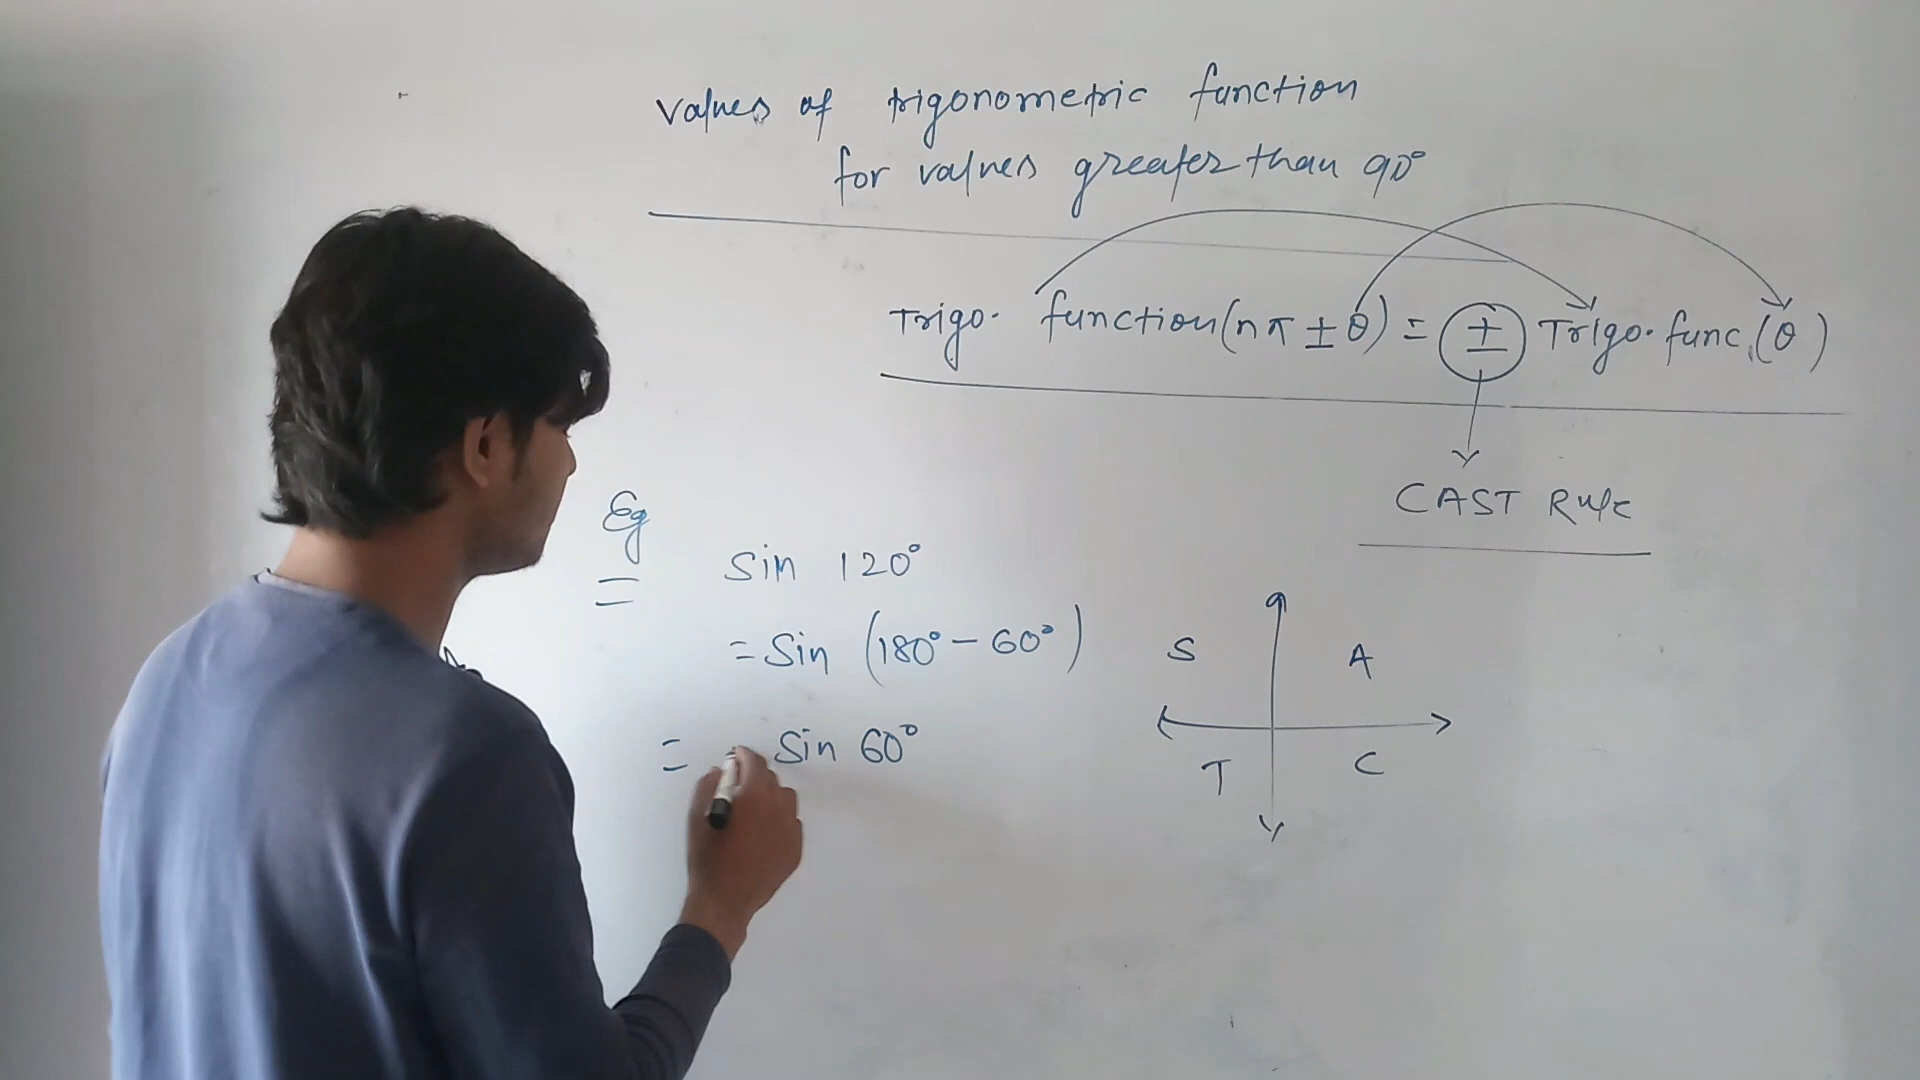 values of trigonometric function
for values greater than 90°
Trigo. function(nπ ± θ) = ± Trigo. func.(θ)
CAST Rule
Eg
Sin 120°
= Sin (180° - 60°)
= Sin 60°
S A
T C